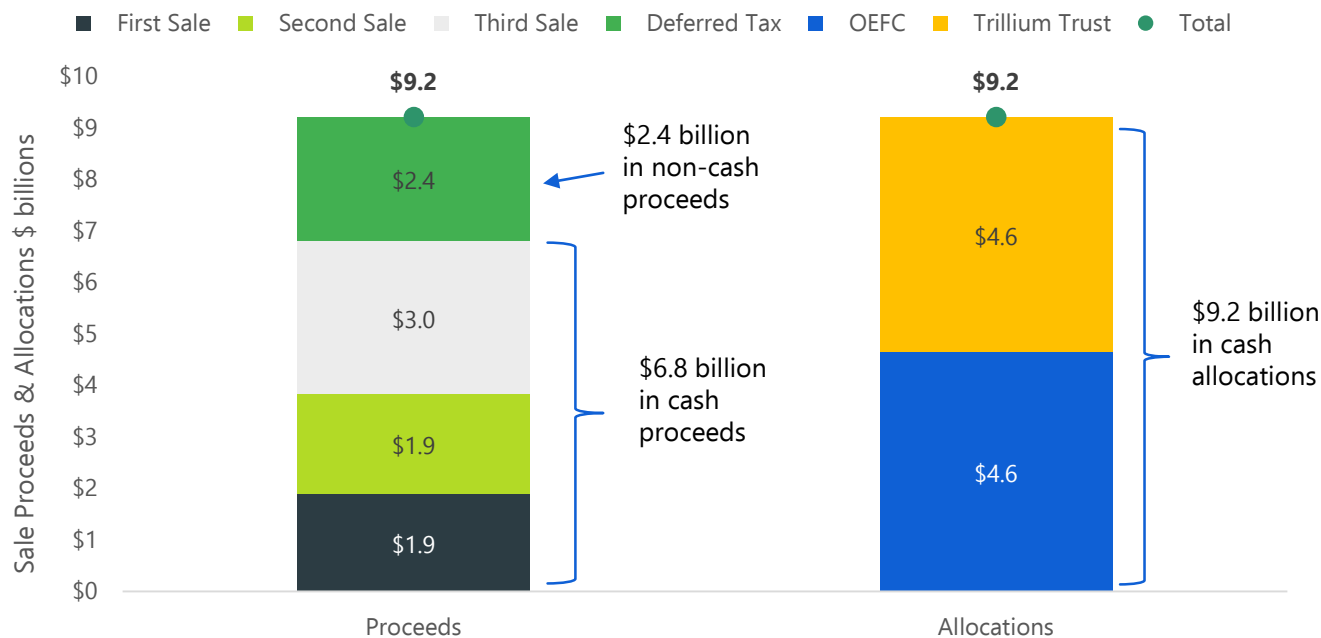 First Sale Second Sale Third Sale Deferred Tax OEFC Trillium Trust Total
Sale Proceeds & Allocations $ billions
$10
$9
$8
$7
$6
$5
$4
$3
$2
$1
$0
$9.2
$2.4
$3.0
$1.9
$1.9
$2.4 billion
in non-cash
proceeds
$6.8 billion
in cash
proceeds
$9.2
$4.6
$4.6
$9.2 billion
in cash
allocations
Proceeds
Allocations